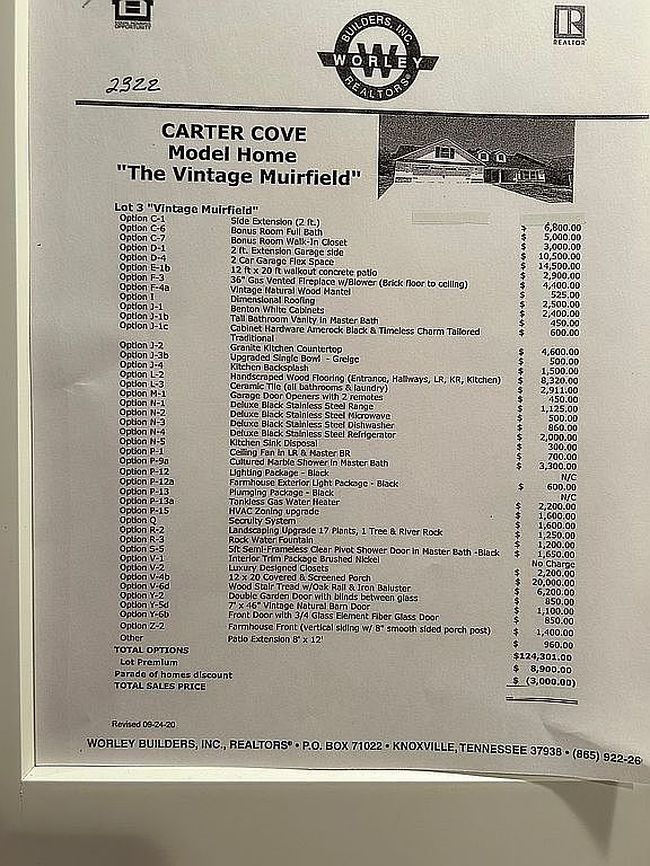 EQUAL HOUSING
OPPORTUNITY
BUILDERS, INC.
W
WORLEY
REALTORS®
R
REALTOR®
2322
CARTER COVE
Model Home
"The Vintage Muirfield"
Lot 3 "Vintage Muirfield"
Option C-1 Side Extension (2 ft.) $ 6,800.00
Option C-6 Bonus Room Full Bath $ 5,000.00
Option C-7 Bonus Room Walk-In Closet $ 3,000.00
Option D-1 2 ft. Extension Garage side $ 10,500.00
Option D-4 2 Car Garage Flex Space $ 14,500.00
Option E-1b 12 ft x 20 ft walkout concrete patio $ 2,900.00
Option F-3 36" Gas Vented Fireplace w/Blower (Brick floor to ceiling) $ 4,400.00
Option F-4a Vintage Natural Wood Mantel $ 525.00
Option I Dimensional Roofing $ 2,500.00
Option J-1 Benton White Cabinets $ 2,400.00
Option J-1b Tall Bathroom Vanity in Master Bath $ 450.00
Option J-1c Cabinet Hardware Amerock Black & Timeless Charm Tailored $ 600.00
Traditional
Option J-2 Granite Kitchen Countertop $ 4,600.00
Option J-3b Upgraded Single Bowl - Greige $ 500.00
Option J-4 Kitchen Backsplash $ 1,500.00
Option L-2 Handscraped Wood Flooring (Entrance, Hallways, LR, KR, Kitchen) $ 8,320.00
Option L-3 Ceramic Tile (all bathrooms & laundry) $ 2,911.00
Option M-1 Garage Door Openers with 2 remotes $ 450.00
Option N-1 Deluxe Black Stainless Steel Range $ 1,125.00
Option N-2 Deluxe Black Stainless Steel Microwave $ 500.00
Option N-3 Deluxe Black Stainless Steel Dishwasher $ 860.00
Option N-4 Deluxe Black Stainless Steel Refrigerator $ 2,000.00
Option N-5 Kitchen Sink Disposal $ 300.00
Option P-1 Ceiling Fan in LR & Master BR $ 700.00
Option P-9a Cultured Marble Shower in Master Bath $ 3,300.00
Option P-12 Lighting Package - Black N/C
Option P-12a Farmhouse Exterior Light Package - Black $ 600.00
Option P-13 Plumping Package - Black N/C
Option P-13a Tankless Gas Water Heater $ 2,200.00
Option P-15 HVAC Zoning upgrade $ 1,600.00
Option Q Secruity System $ 1,600.00
Option R-2 Landscaping Upgrade 17 Plants, 1 Tree & River Rock $ 1,250.00
Option R-3 Rock Water Fountain $ 1,200.00
Option S-5 5ft Semi-Frameless Clear Pivot Shower Door in Master Bath -Black $ 1,650.00
Option V-1 Interior Trim Package Brushed Nickel No Charge
Option V-2 Luxury Designed Closets $ 2,200.00
Option V-4b 12 x 20 Covered & Screened Porch $ 20,000.00
Option V-6d Wood Stair Tread w/Oak Rail & Iron Baluster $ 6,200.00
Option Y-2 Double Garden Door with blinds between glass $ 850.00
Option Y-5d 7' x 46" Vintage Natural Barn Door $ 1,100.00
Option Y-6b Front Door with 3/4 Glass Element Fiber Glass Door $ 850.00
Option Z-2 Farmhouse Front (vertical siding w/ 8" smooth sided porch post) $ 1,400.00
Other Patio Extension 8' x 12' $ 960.00
TOTAL OPTIONS $124,301.00
Lot Premium $ 8,900.00
Parade of homes discount $ (3,000.00)
TOTAL SALES PRICE
Revised 09-24-20
WORLEY BUILDERS, INC., REALTORS® • P.O. BOX 71022 • KNOXVILLE, TENNESSEE 37938 • (865) 922-26